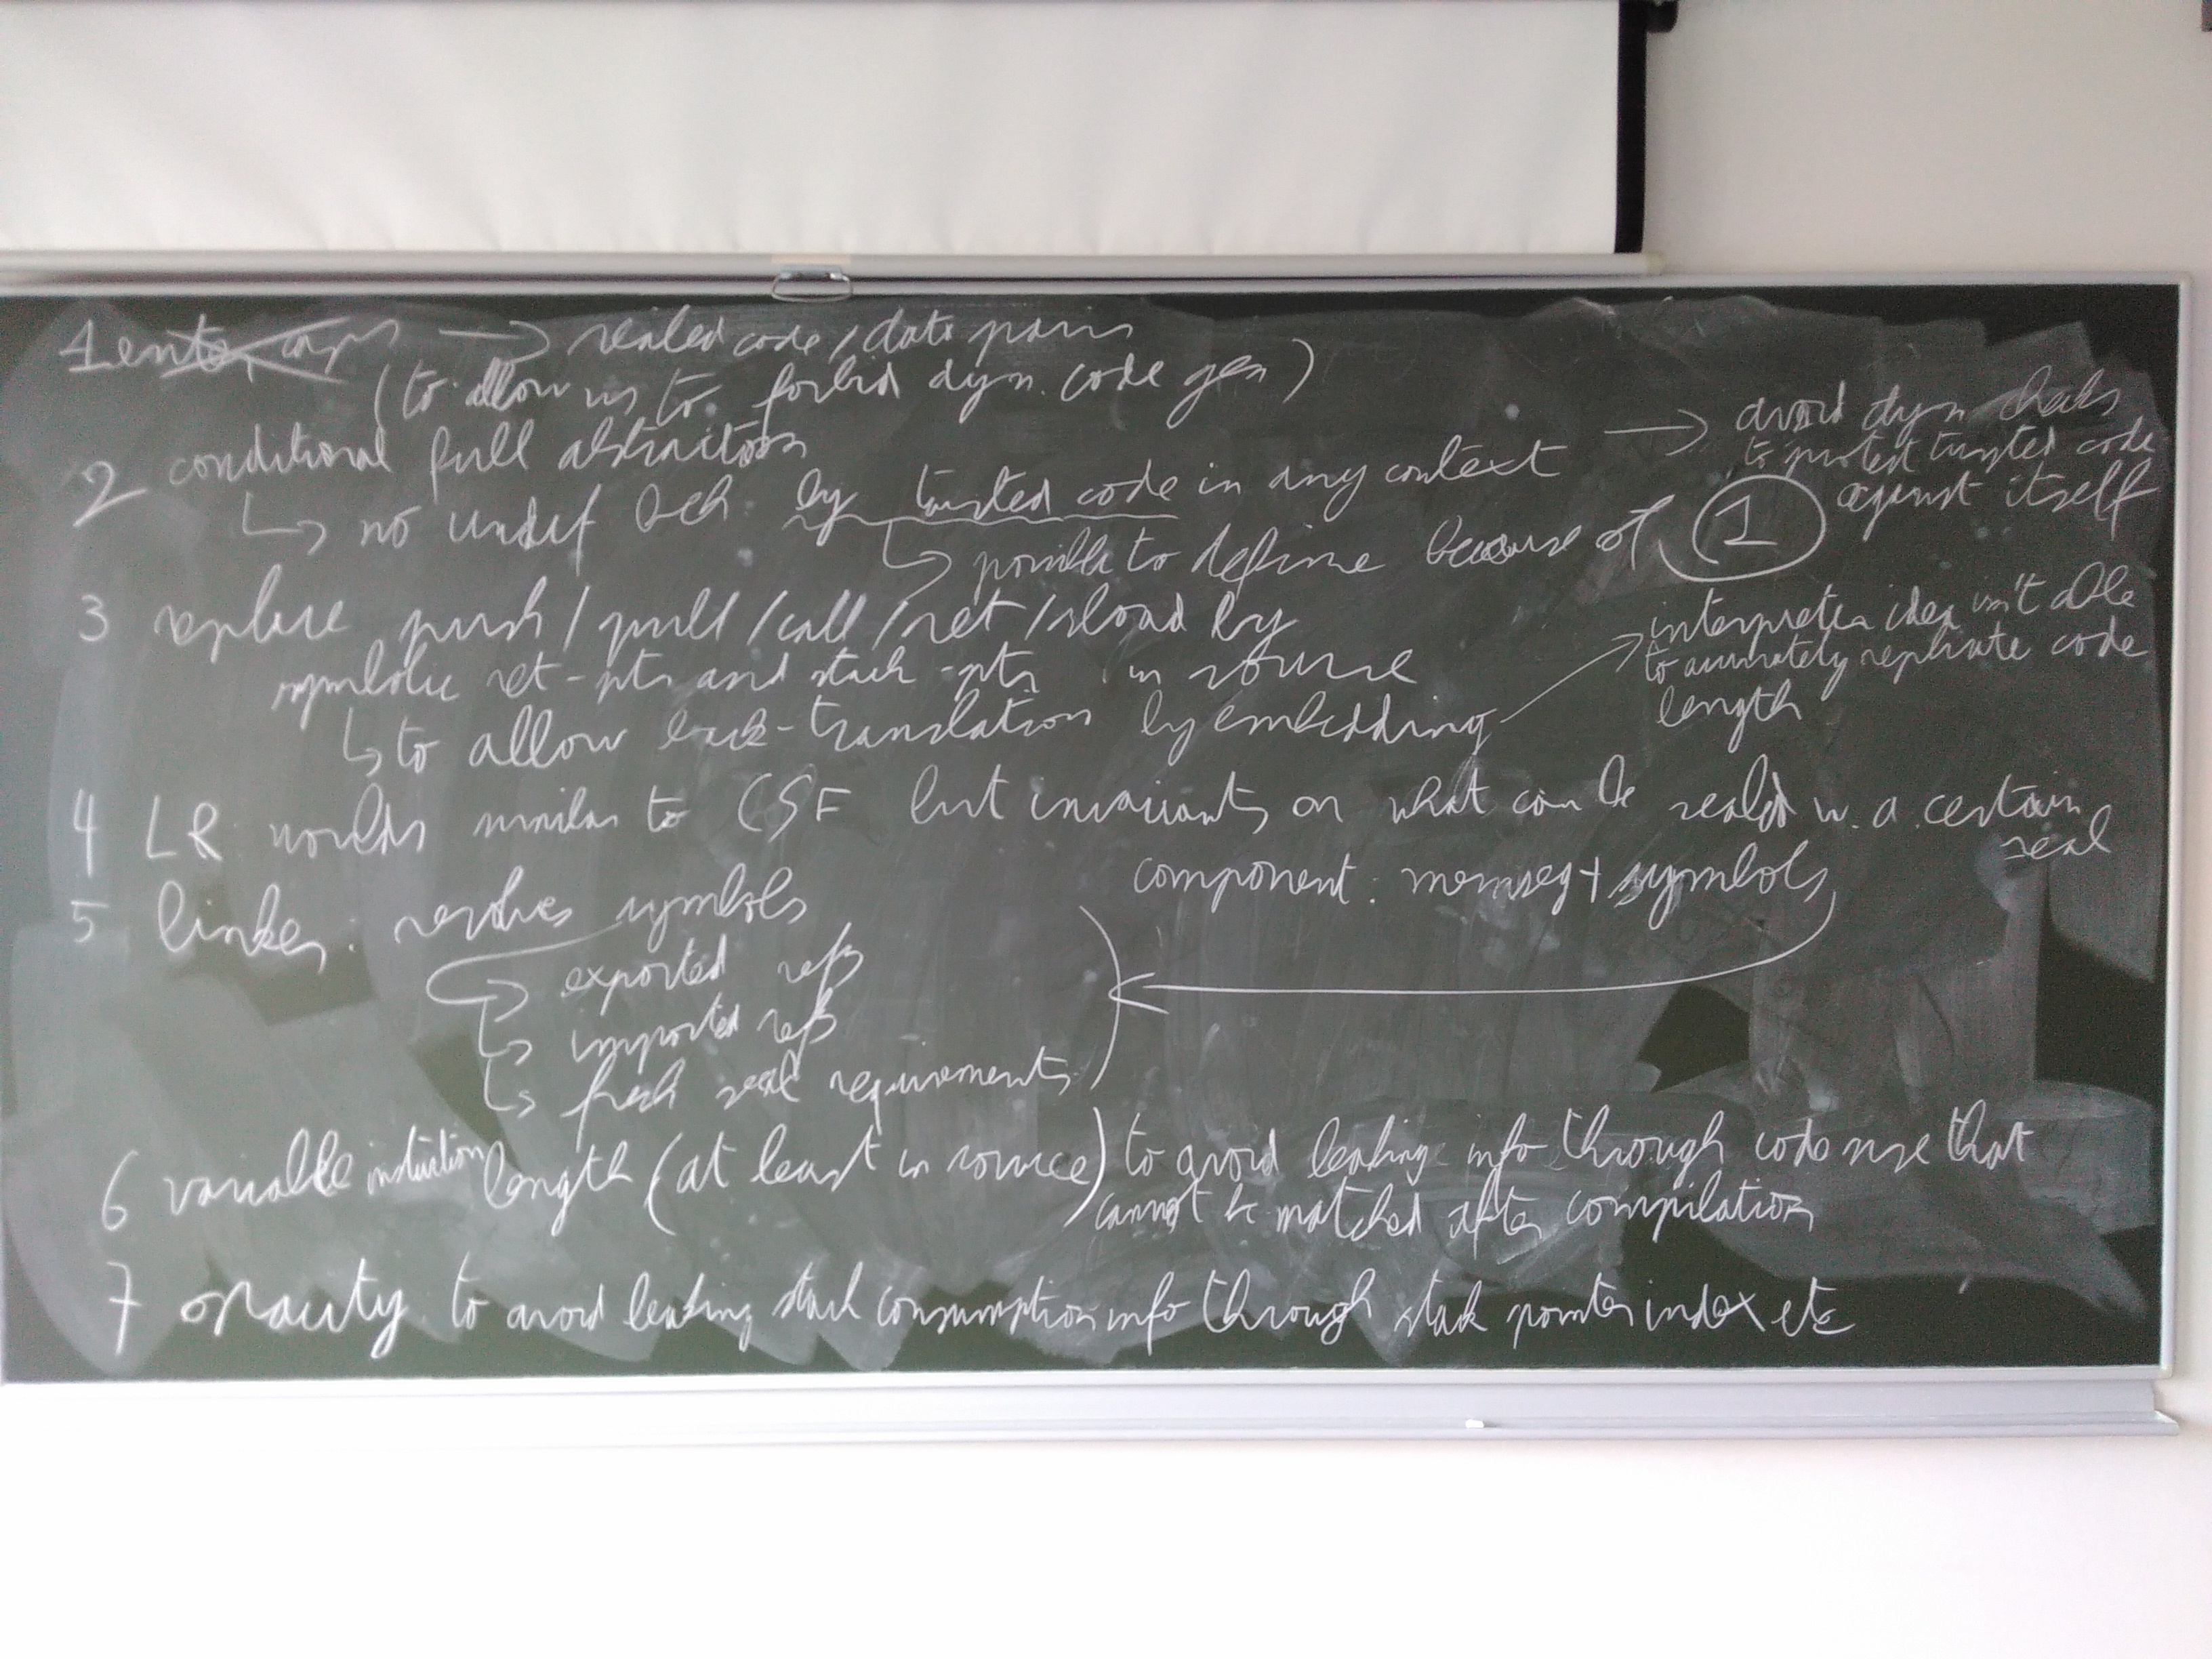 1 enter caps → sealed code/data pairs
(to allow us to forbid dyn. code gen)
2 conditional full abstraction
↳ no undef beh. by trusted code in any context → avoid dyn checks
to protect trusted code
against itself
↳ possible to define because of 1
3 replace push/pull/call/ret/sload by
symbolic ret-ptrs and stack-ptrs in source
↳ to allow back-translation by embedding → interpreter idea isn't able
to accurately replicate code
length
4 LR worlds similar to CSF but invariants on what can be sealed w. a certain
seal
5 linker: resolves symbols
component: memseg + symbols
↳ exported refs
↳ imported refs
↳ fresh seal requirements
6 variable instruction length (at least in source) to avoid leaking info through code size that
cannot be matched after compilation
7 opacity to avoid leaking stack consumption info through stack pointer index etc